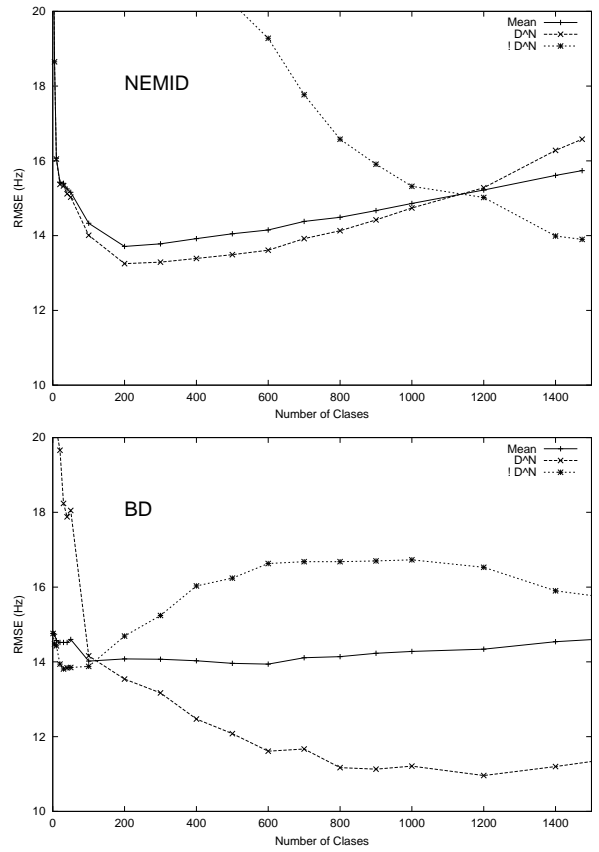 20
18
16
14
12
10
RMSE (Hz)
NEMID
Mean
D^N
! D^N
0 200 400 600 800 1000 1200 1400
Number of Clases
20
18
16
14
12
10
RMSE (Hz)
BD
Mean
D^N
! D^N
0 200 400 600 800 1000 1200 1400
Number of Clases